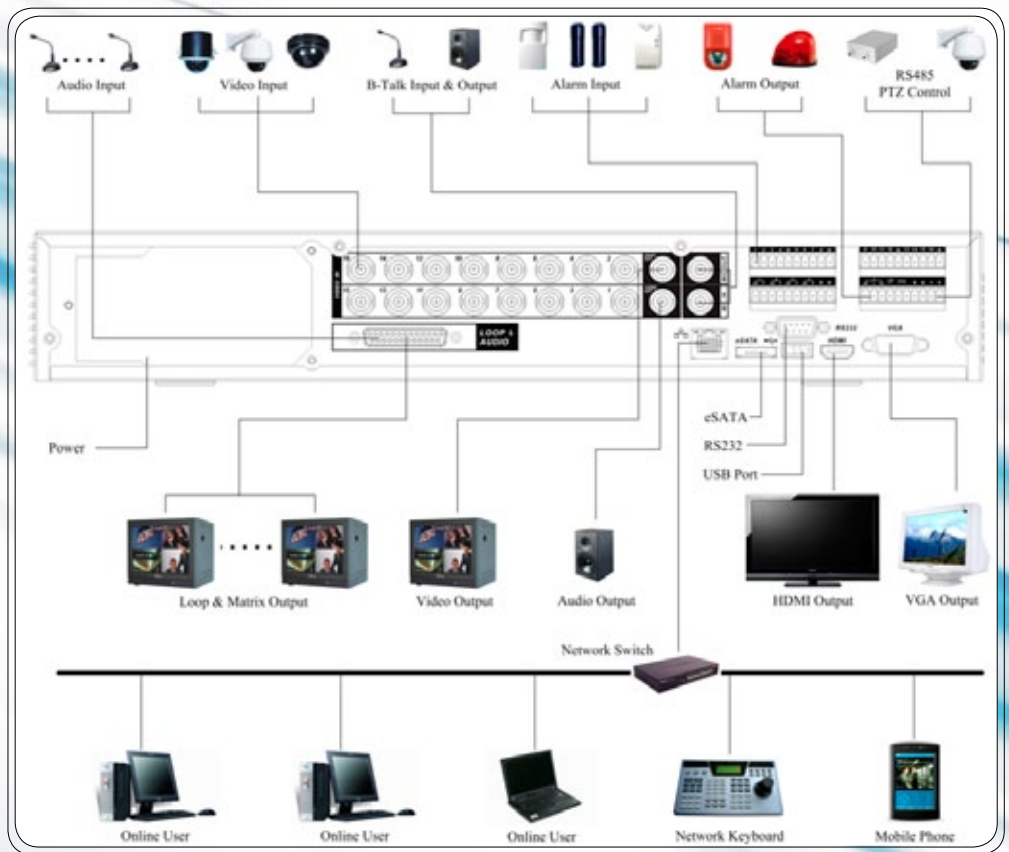 Audio Input
Video Input
B-Talk Input & Output
Alarm Input
Alarm Output
RS485
PTZ Control
LOOP &
AUDIO
RS232
VGA
eSATA
HDMI
Power
eSATA
RS232
USB Port
Loop & Matrix Output
Video Output
Audio Output
HDMI Output
VGA Output
Network Switch
Online User
Online User
Online User
Network Keyboard
Mobile Phone